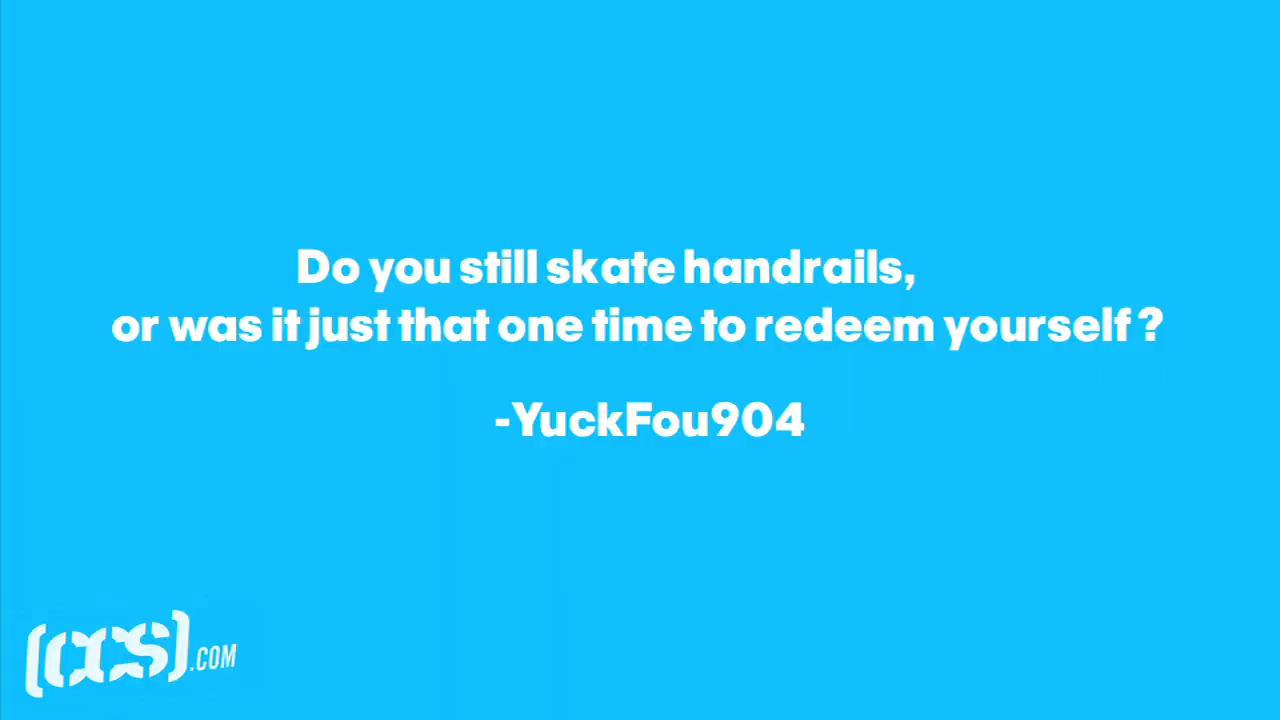 Do you still skate handrails,
or was it just that one time to redeem yourself ?
-YuckFou904
(ccs).COM